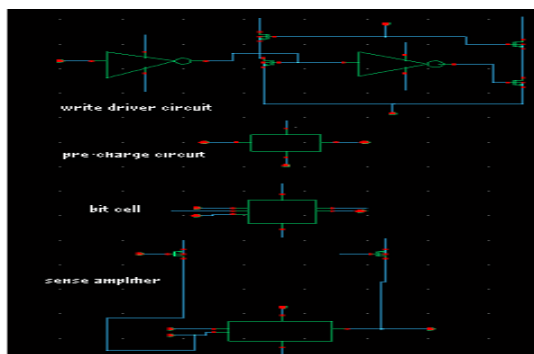 write driver circuit
pre-charge circuit
bit cell
sense amplifier